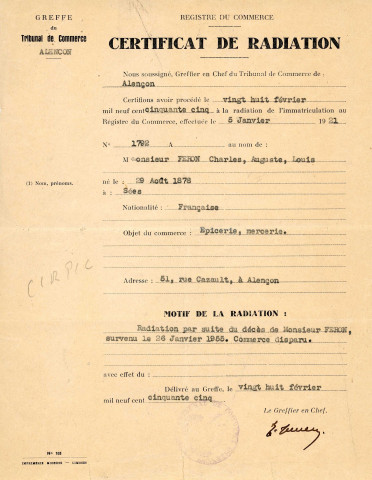 GREFFE
du
Tribunal de Commerce
ALENCON
REGISTRE DU COMMERCE
CERTIFICAT DE RADIATION
Nous soussigné, Greffier en Chef du Tribunal de Commerce de :
Alençon
Certifions avoir procédé le vingt huit février
mil neuf cent cinquante cinq à la radiation de l'immatriculation au
Régistre du Commerce, effectuée le 5 Janvier 1921
N° 1792 A au nom de :
Monsieur FERON Charles, Auguste, Louis
(1) Nom, prénoms.
né le : 29 Août 1878
à : Sées
Nationalité : Française
Objet du commerce : Epicerie, mercerie.
Adresse : 51, rue Cazault, à Alençon
MOTIF DE LA RADIATION :
Radiation par suite du décès de Monsieur FERON,
survenu le 26 Janvier 1955. Commerce disparu.
avec effet du :
Délivré au Greffe, le vingt huit février
mil neuf cent cinquante cinq
Le Greffier en Chef.